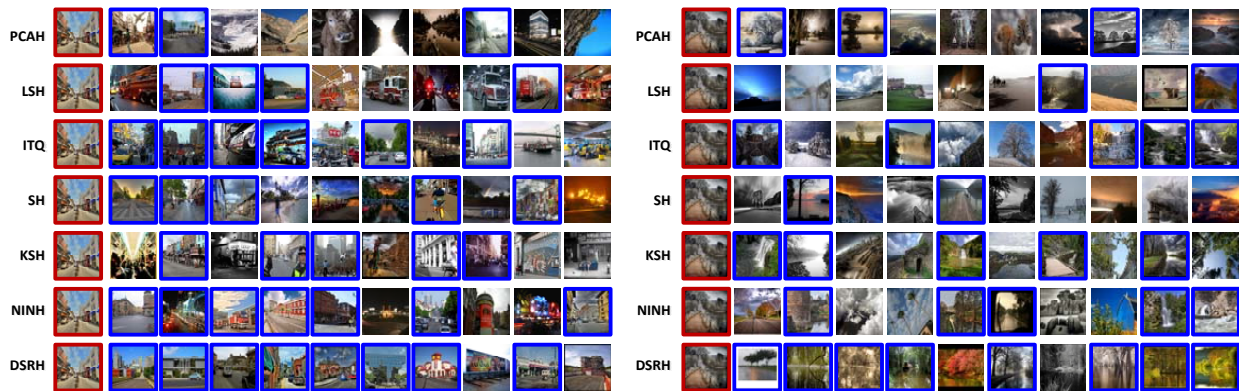 PCAH
PCAH
LSH
LSH
ITQ
ITQ
SH
SH
KSH
KSH
NINH
NINH
DSRH
DSRH